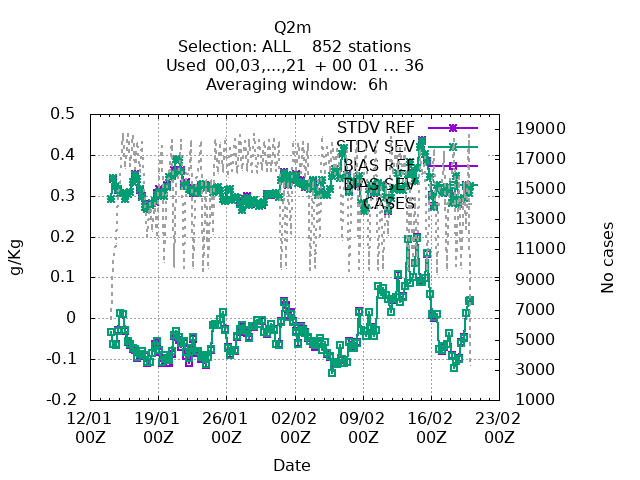 Q2m
Selection: ALL    852 stations
Used  00,03,...,21  + 00 01 ... 36
Averaging window:  6h
0.5
0.4
0.3
0.2
0.1
0
-0.1
-0.2
g/Kg
STDV REF
STDV SEV
BIAS REF
BIAS SEV
CASES
19000
17000
15000
13000
11000
9000
7000
5000
3000
1000
No cases
12/01 19/01 26/01 02/02 09/02 16/02 23/02
00Z 00Z 00Z 00Z 00Z 00Z 00Z
Date